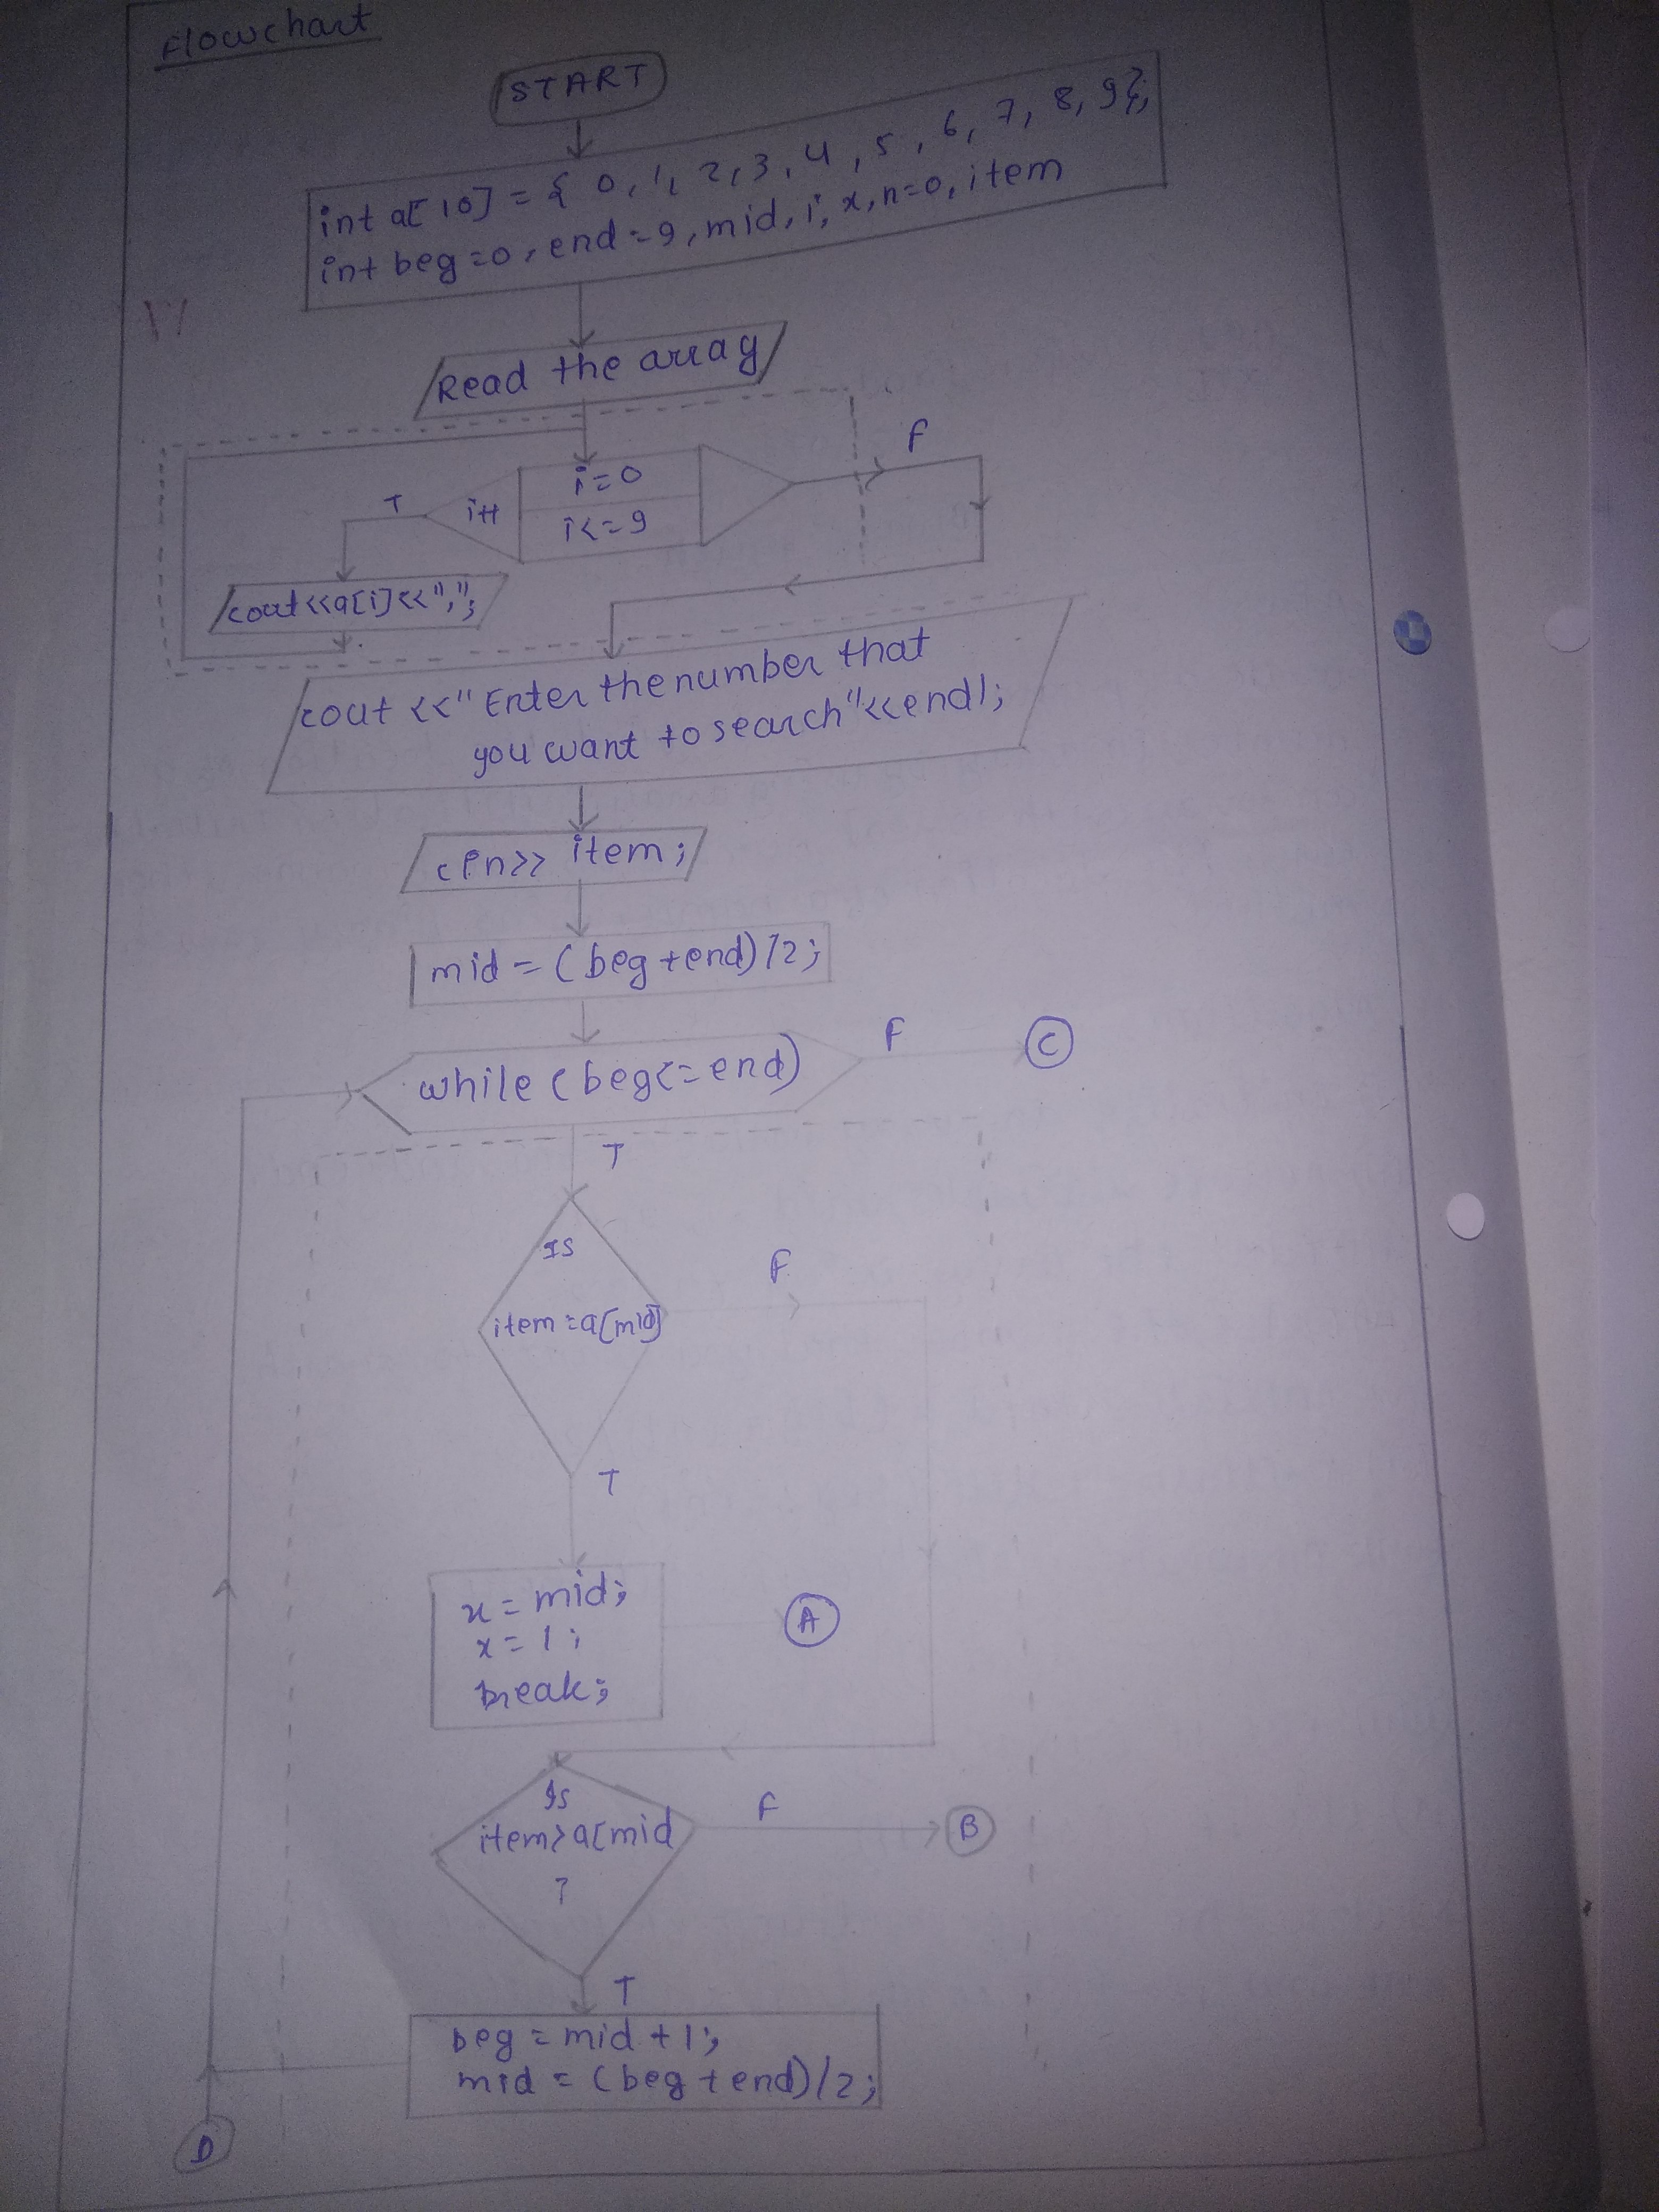 Flowchart
START
int a[10] = { 0, 1, 2, 3, 4, 5, 6, 7, 8, 9};
int beg=0, end=9, mid, i, x, n=0, item
Read the array
F
i=0
T
i++
i<=9
cout<<a[i]<<",";
cout <<"Enter the number that
you want to search"<<endl;
cin>> item;
mid = (beg+end)/2;
F
C
while (beg<=end)
T
IS
F
item=a[mid]
T
x = mid;
A
x = 1;
break;
Is
F
item>a[mid
B
?
T
beg = mid + 1;
mid = (beg + end)/2;
D